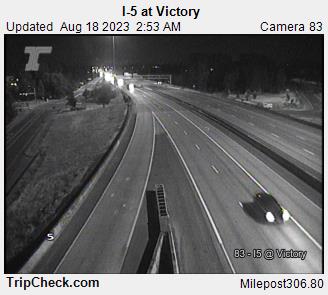 I-5 at Victory
Updated Aug 18 2023 2:53 AM Camera 83
T
S
83 - I5 @ Victory
TripCheck.com Milepost306.80